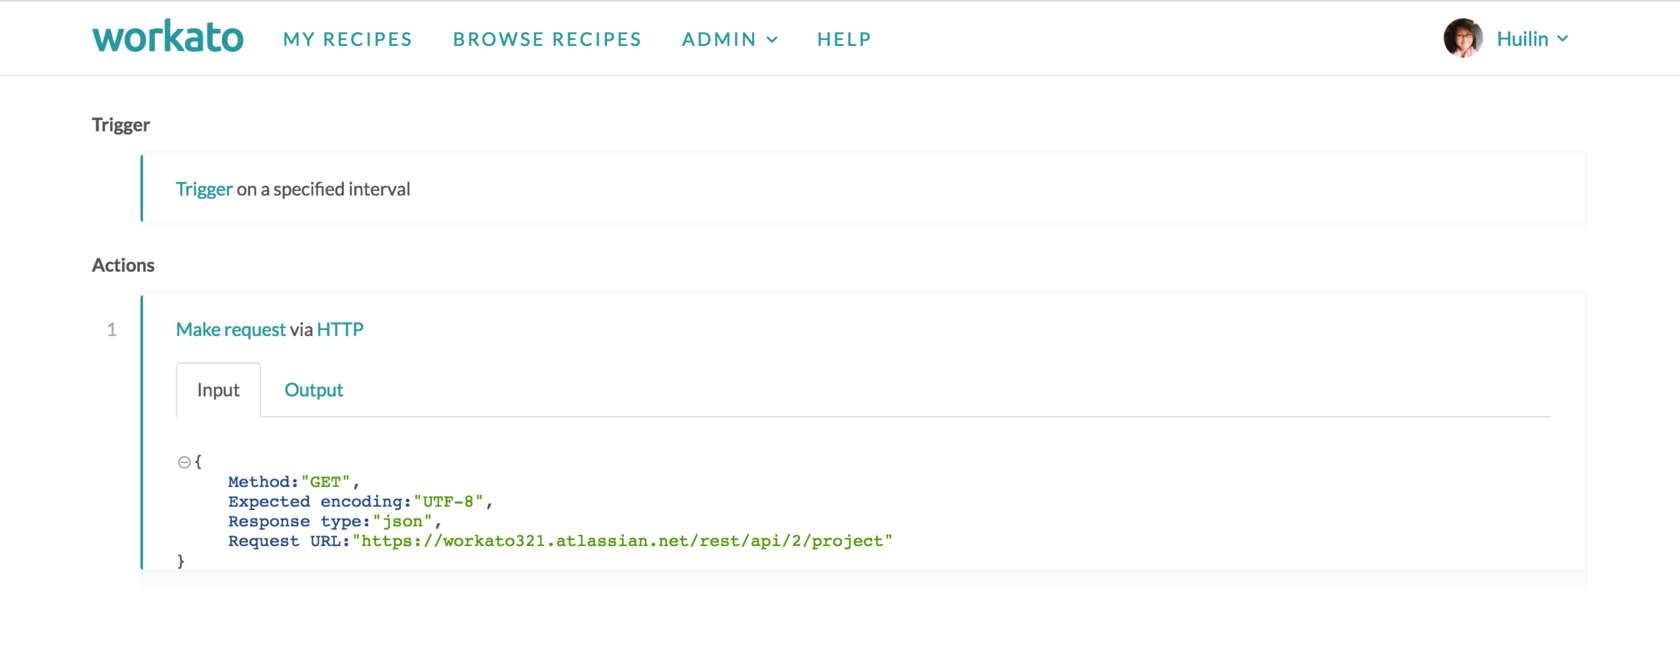 workato MY RECIPES BROWSE RECIPES ADMIN HELP Huilin
Trigger
Trigger on a specified interval
Actions
1 Make request via HTTP
Input Output
{
Method:"GET",
Expected encoding:"UTF-8",
Response type:"json",
Request URL:"https://workato321.atlassian.net/rest/api/2/project"
}